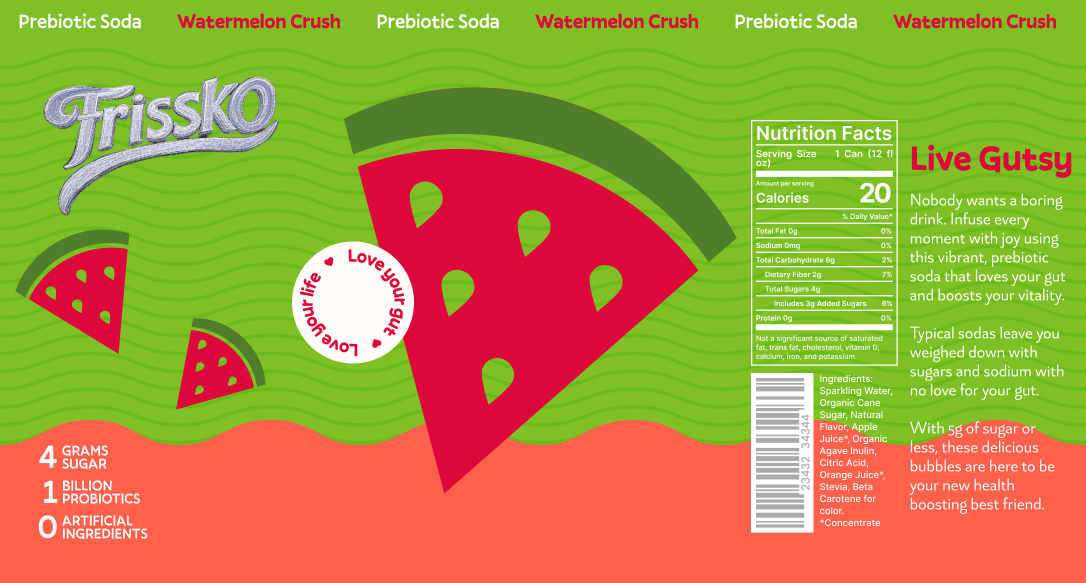 Prebiotic Soda Watermelon Crush Prebiotic Soda Watermelon Crush Prebiotic Soda Watermelon Crush
Frissko
Love your gut ♥ Love your life ♥
4 GRAMS
SUGAR
1 BILLION
PROBIOTICS
0 ARTIFICIAL
INGREDIENTS
Nutrition Facts
Serving Size 1 Can (12 fl
oz)
Amount per serving
Calories 20
% Daily Value*
Total Fat 0g 0%
Sodium 0mg 0%
Total Carbohydrate 6g 2%
Dietary Fiber 2g 7%
Total Sugars 4g
Includes 3g Added Sugars 6%
Protein 0g 0%
Not a significant source of saturated
fat, trans fat, cholesterol, vitamin D,
calcium, iron, and potassium.
23432 34344
Ingredients:
Sparkling Water,
Organic Cane
Sugar, Natural
Flavor, Apple
Juice*, Organic
Agave Inulin,
Citric Acid,
Orange Juice*,
Stevia, Beta
Carotene for
color.
*Concentrate
Live Gutsy
Nobody wants a boring
drink. Infuse every
moment with joy using
this vibrant, prebiotic
soda that loves your gut
and boosts your vitality.
Typical sodas leave you
weighed down with
sugars and sodium with
no love for your gut.
With 5g of sugar or
less, these delicious
bubbles are here to be
your new health
boosting best friend.